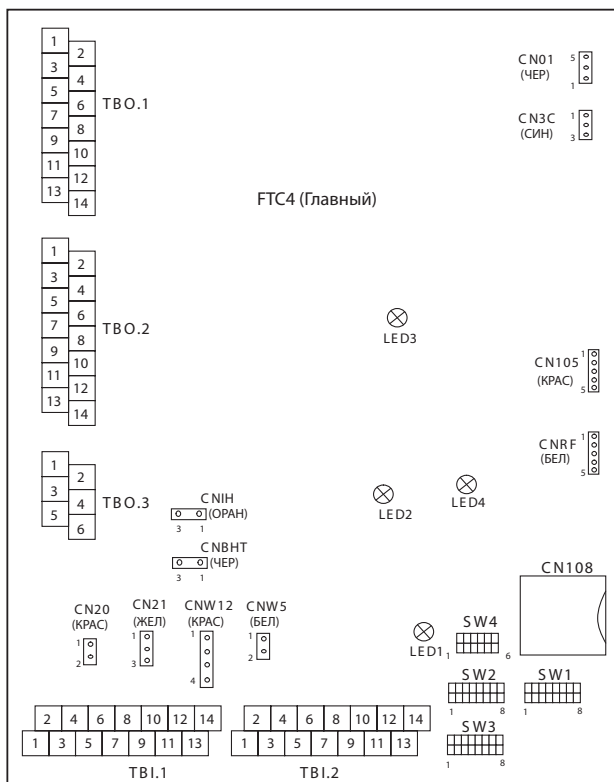 1
2
3
4
5
6
7
8
9
10
11
12
13
14
TBO.1
CN01
(ЧЕР)
5
1
CN3C
(СИН)
1
3
FTC4 (Главный)
1
2
3
4
5
6
7
8
9
10
11
12
13
14
TBO.2
LED3
CN105
(КРАС)
1
5
CNRF
(БЕЛ)
1
5
1
2
3
4
5
6
TBO.3
CNIH
(ОРАН)
3 1
LED2
LED4
CNBHT
(ЧЕР)
3 1
CN108
CN20
(КРАС)
1
2
CN21
(ЖЕЛ)
1
3
CNW12
(КРАС)
1
4
CNW5
(БЕЛ)
1
2
LED1
SW4
1 6
SW2
1 8
SW1
1 8
SW3
1 8
2 4 6 8 10 12 14
1 3 5 7 9 11 13
TBI.1
2 4 6 8 10 12 14
1 3 5 7 9 11 13
TBI.2